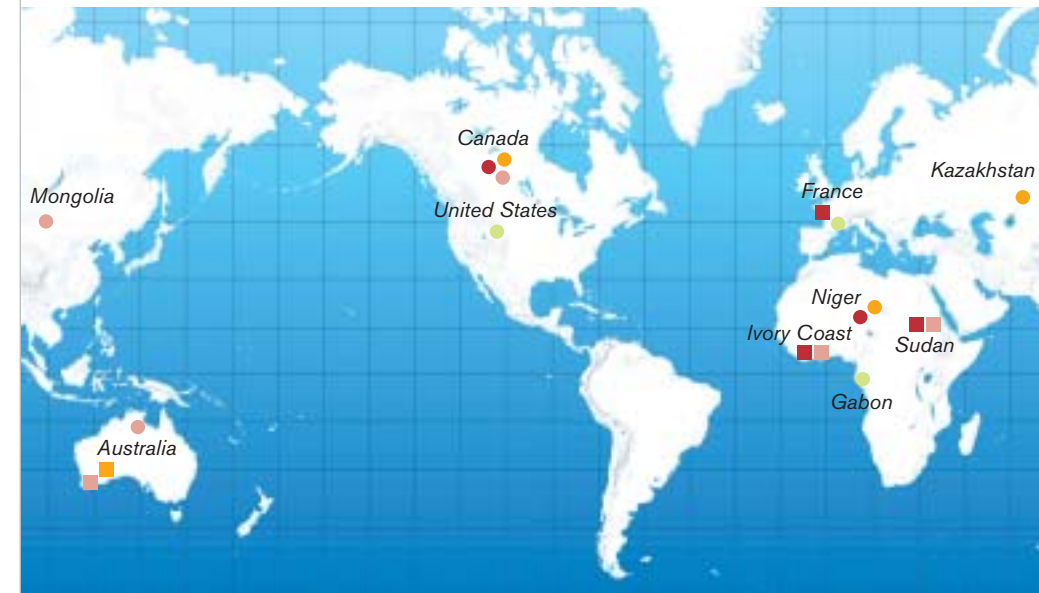 Canada
Kazakhstan
Mongolia
France
United States
Niger
Ivory Coast
Sudan
Gabon
Australia